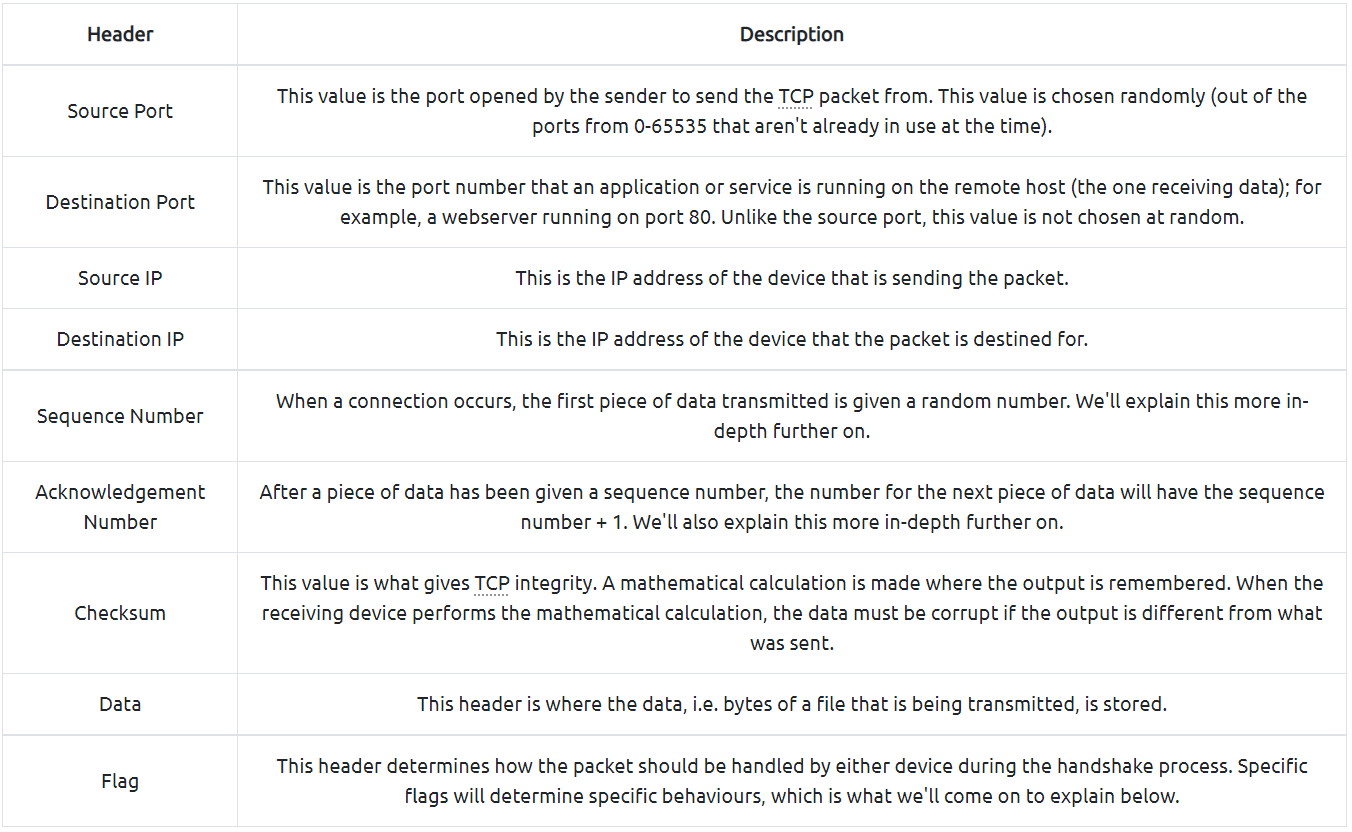 Header Description
Source Port
This value is the port opened by the sender to send the TCP packet from. This value is chosen randomly (out of the
ports from 0-65535 that aren't already in use at the time).
Destination Port
This value is the port number that an application or service is running on the remote host (the one receiving data); for
example, a webserver running on port 80. Unlike the source port, this value is not chosen at random.
Source IP
This is the IP address of the device that is sending the packet.
Destination IP
This is the IP address of the device that the packet is destined for.
Sequence Number
When a connection occurs, the first piece of data transmitted is given a random number. We'll explain this more in-
depth further on.
Acknowledgement
Number
After a piece of data has been given a sequence number, the number for the next piece of data will have the sequence
number + 1. We'll also explain this more in-depth further on.
Checksum
This value is what gives TCP integrity. A mathematical calculation is made where the output is remembered. When the
receiving device performs the mathematical calculation, the data must be corrupt if the output is different from what
was sent.
Data
This header is where the data, i.e. bytes of a file that is being transmitted, is stored.
Flag
This header determines how the packet should be handled by either device during the handshake process. Specific
flags will determine specific behaviours, which is what we'll come on to explain below.